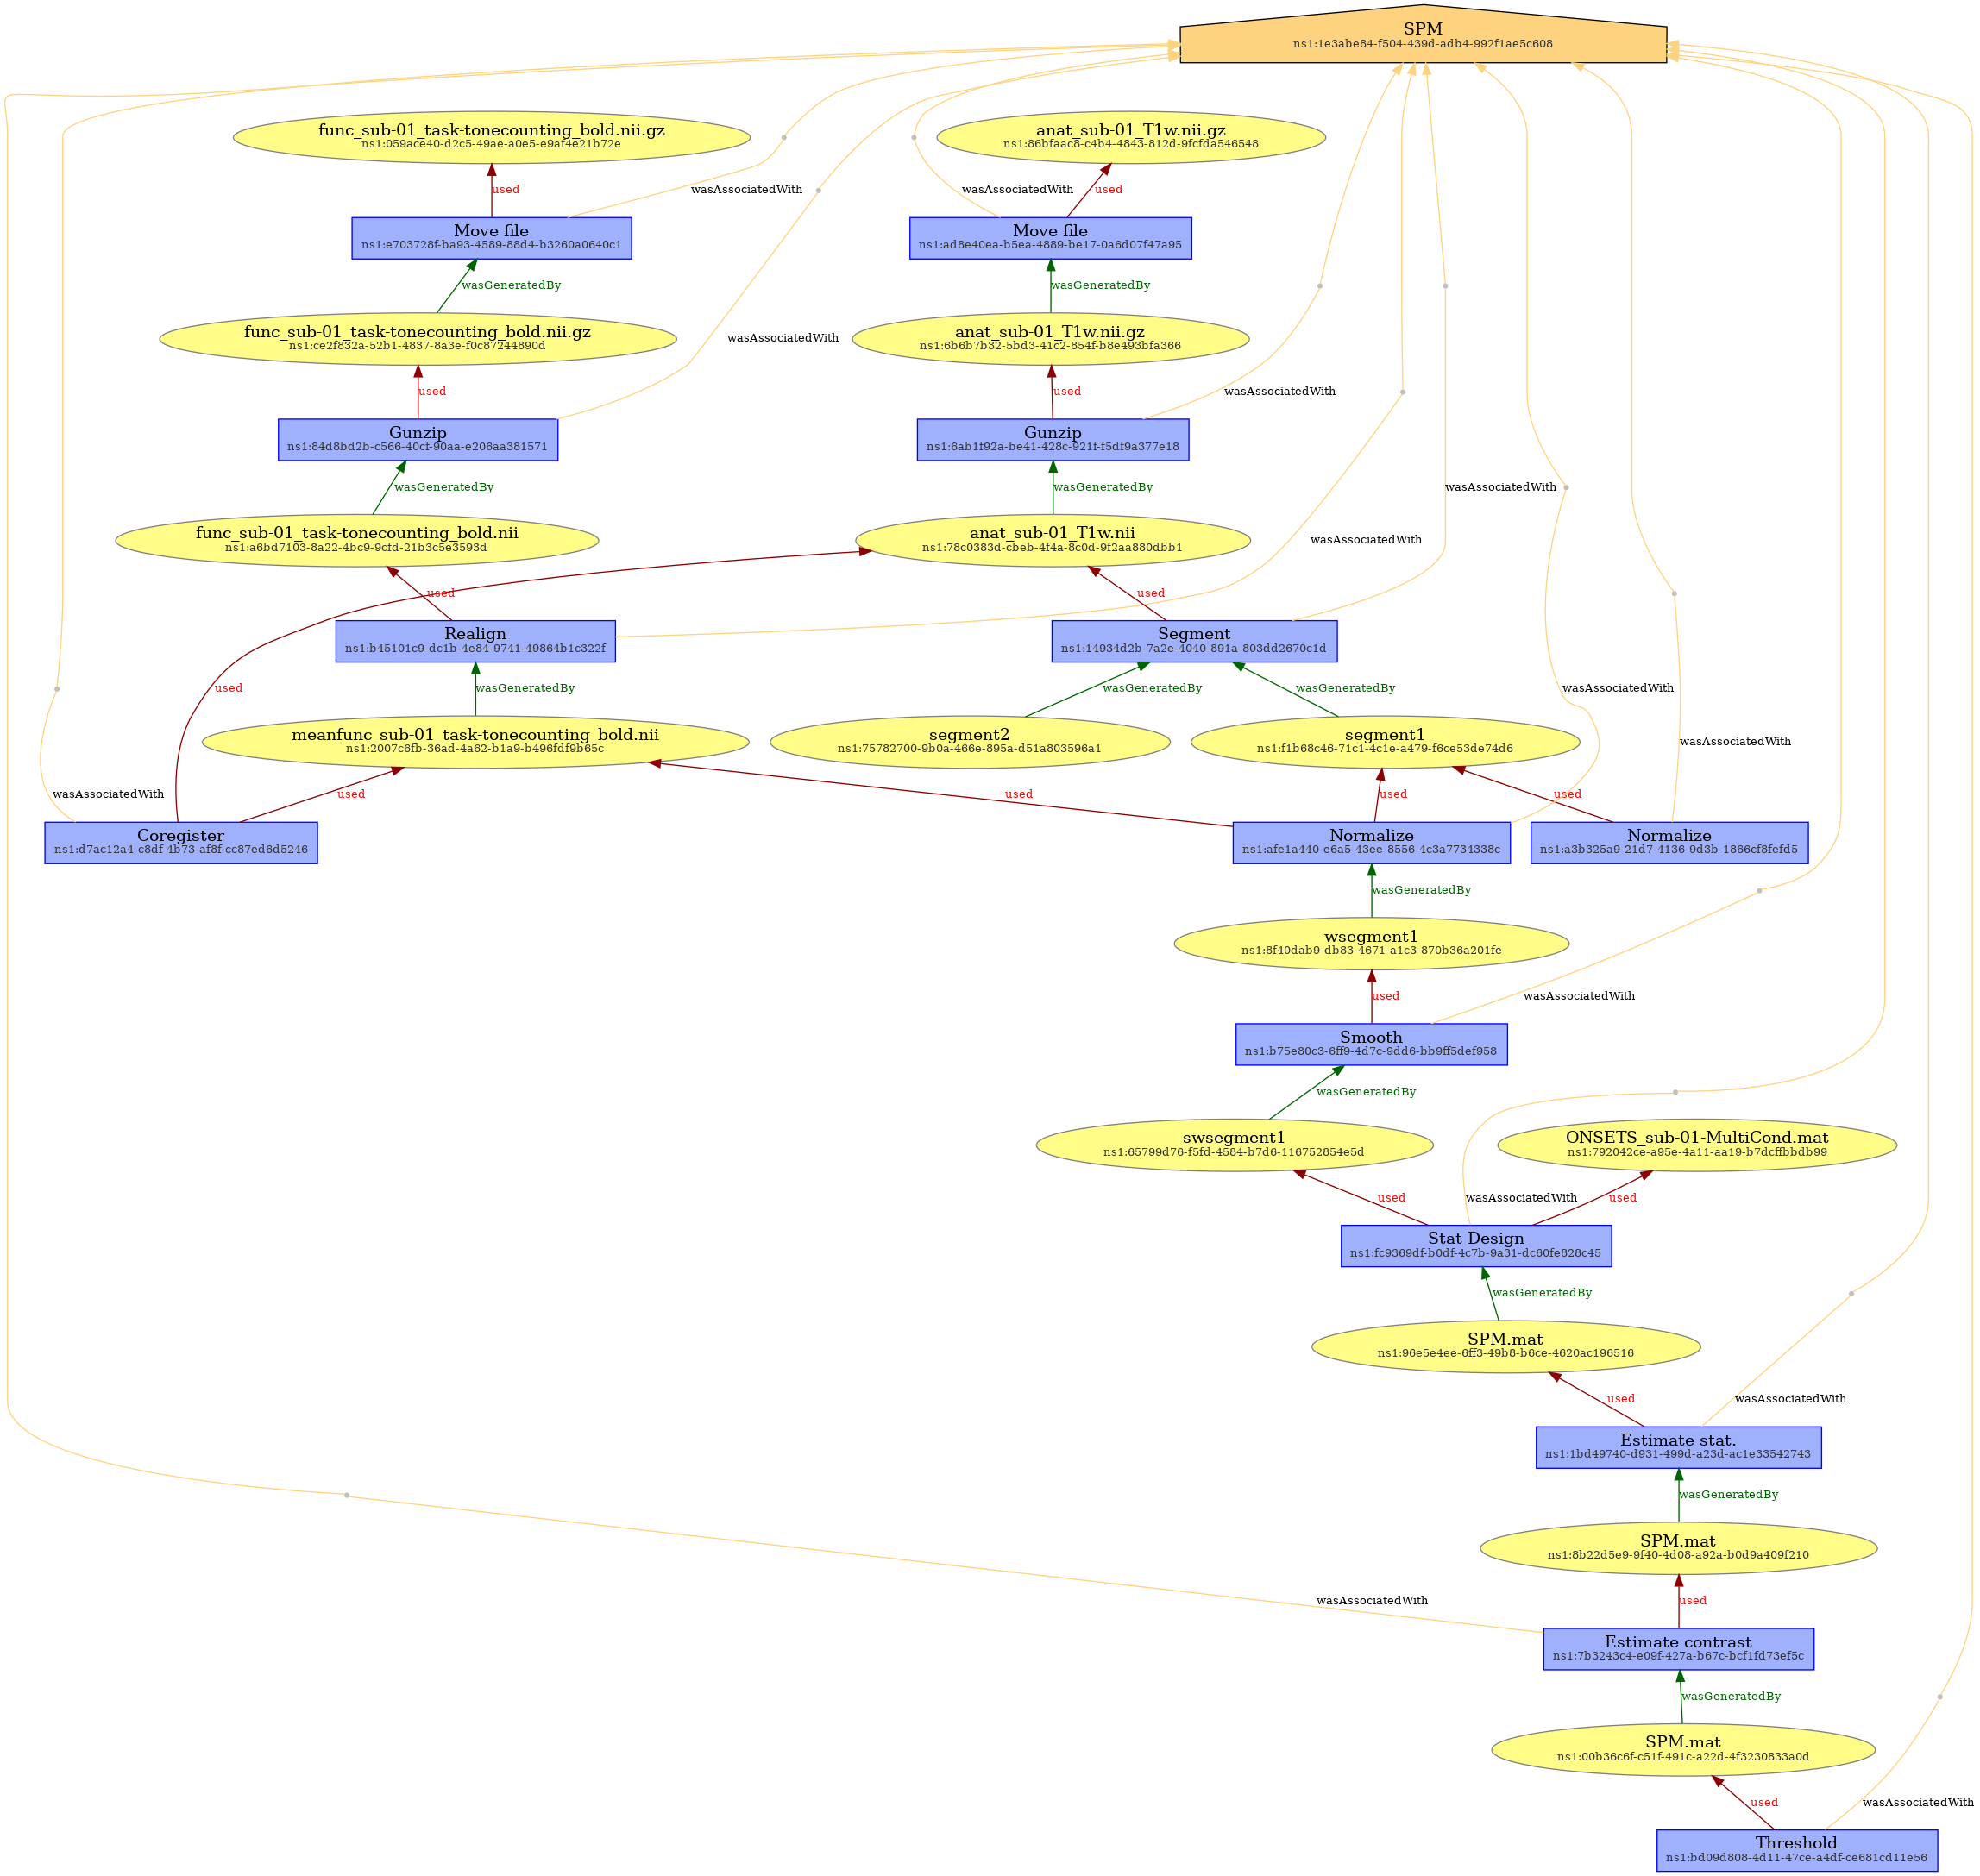 SPM
ns1:1e3abe84-f504-439d-adb4-992f1ae5c608
func_sub-01_task-tonecounting_bold.nii.gz
ns1:059ace40-d2c5-49ae-a0e5-e9af4e21b72e
anat_sub-01_T1w.nii.gz
ns1:86bfaac8-c4b4-4843-812d-9fcfda546548
used
wasAssociatedWith
wasAssociatedWith
used
Move file
ns1:e703728f-ba93-4589-88d4-b3260a0640c1
Move file
ns1:ad8e40ea-b5ea-4889-be17-0a6d07f47a95
wasGeneratedBy
wasGeneratedBy
func_sub-01_task-tonecounting_bold.nii.gz
ns1:ce2f832a-52b1-4837-8a3e-f0c87244890d
wasAssociatedWith
anat_sub-01_T1w.nii.gz
ns1:6b6b7b32-5bd3-41c2-854f-b8e493bfa366
used
used
wasAssociatedWith
Gunzip
ns1:84d8bd2b-c566-40cf-90aa-e206aa381571
Gunzip
ns1:6ab1f92a-be41-428c-921f-f5df9a377e18
wasGeneratedBy
wasGeneratedBy
wasAssociatedWith
func_sub-01_task-tonecounting_bold.nii
ns1:a6bd7103-8a22-4bc9-9cfd-21b3c5e3593d
anat_sub-01_T1w.nii
ns1:78c0383d-cbeb-4f4a-8c0d-9f2aa880dbb1
wasAssociatedWith
used
used
Realign
ns1:b45101c9-dc1b-4e84-9741-49864b1c322f
Segment
ns1:14934d2b-7a2e-4040-891a-803dd2670c1d
used
wasGeneratedBy
wasGeneratedBy
wasGeneratedBy
wasAssociatedWith
meanfunc_sub-01_task-tonecounting_bold.nii
ns1:2007c6fb-36ad-4a62-b1a9-b496fdf9b65c
segment2
ns1:75782700-9b0a-466e-895a-d51a803596a1
segment1
ns1:f1b68c46-71c1-4c1e-a479-f6ce53de74d6
wasAssociatedWith
wasAssociatedWith
used
used
used
used
Coregister
ns1:d7ac12a4-c8df-4b73-af8f-cc87ed6d5246
Normalize
ns1:afe1a440-e6a5-43ee-8556-4c3a7734338c
Normalize
ns1:a3b325a9-21d7-4136-9d3b-1866cf8fefd5
wasGeneratedBy
wsegment1
ns1:8f40dab9-db83-4671-a1c3-870b36a201fe
used
wasAssociatedWith
Smooth
ns1:b75e80c3-6ff9-4d7c-9dd6-bb9ff5def958
wasGeneratedBy
swsegment1
ns1:65799d76-f5fd-4584-b7d6-116752854e5d
ONSETS_sub-01-MultiCond.mat
ns1:792042ce-a95e-4a11-aa19-b7dcffbbdb99
used
wasAssociatedWith
used
Stat Design
ns1:fc9369df-b0df-4c7b-9a31-dc60fe828c45
wasGeneratedBy
SPM.mat
ns1:96e5e4ee-6ff3-49b8-b6ce-4620ac196516
used
wasAssociatedWith
Estimate stat.
ns1:1bd49740-d931-499d-a23d-ac1e33542743
wasGeneratedBy
SPM.mat
ns1:8b22d5e9-9f40-4d08-a92a-b0d9a409f210
wasAssociatedWith
used
Estimate contrast
ns1:7b3243c4-e09f-427a-b67c-bcf1fd73ef5c
wasGeneratedBy
SPM.mat
ns1:00b36c6f-c51f-491c-a22d-4f3230833a0d
used
wasAssociatedWith
Threshold
ns1:bd09d808-4d11-47ce-a4df-ce681cd11e56